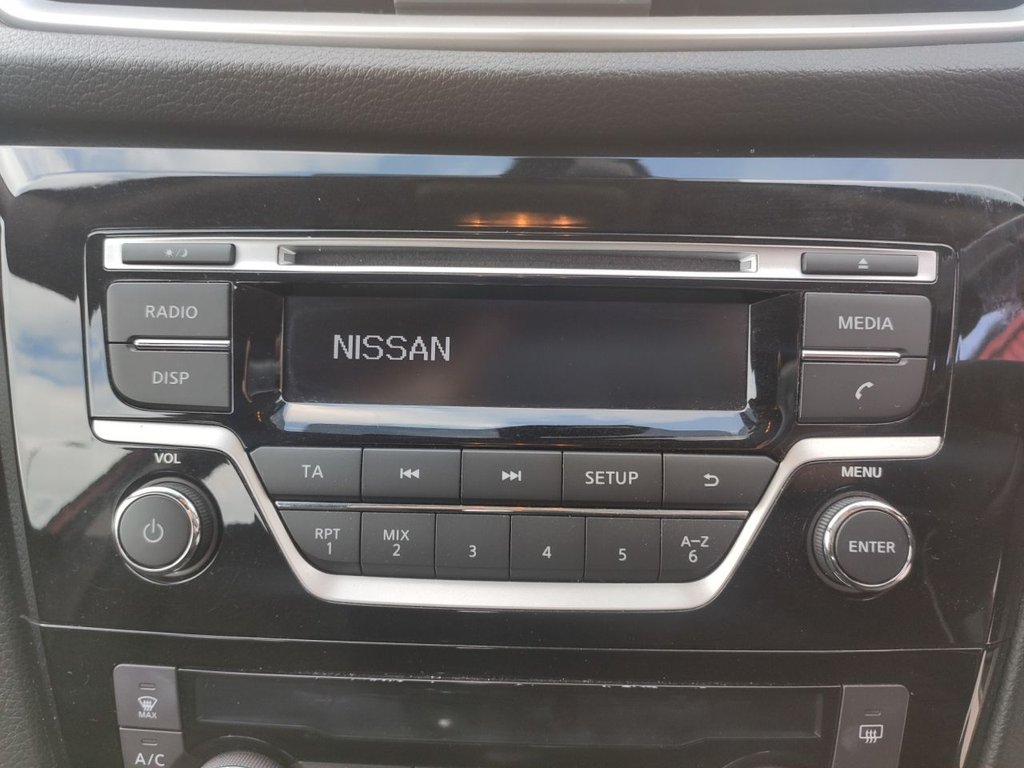 RADIO
NISSAN
MEDIA
DISP
VOL
TA
SETUP
MENU
RPT
1
MIX
2
3
4
5
A-Z
6
ENTER
MAX
A/C